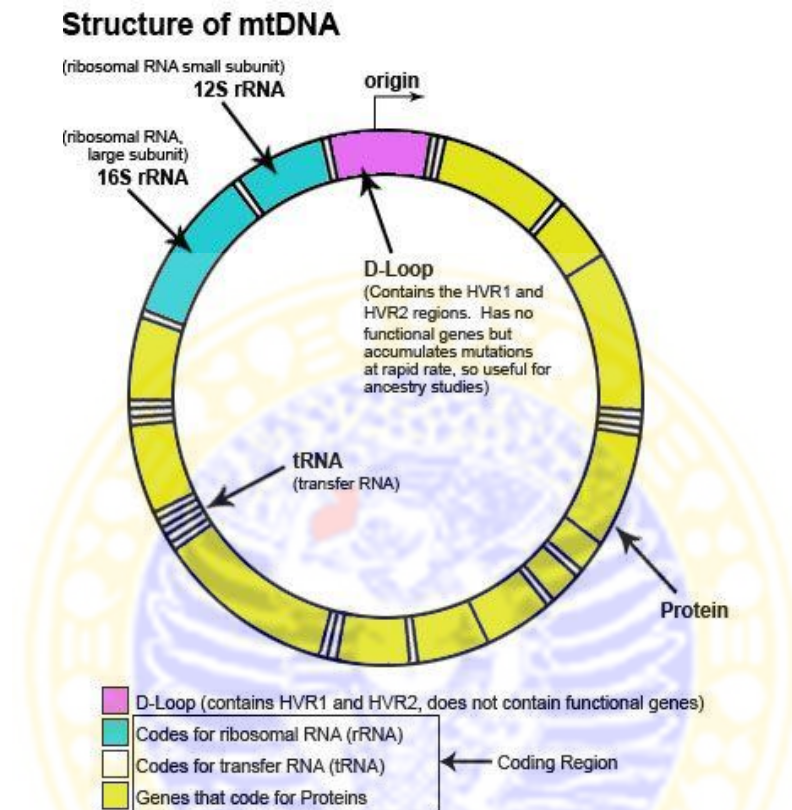 Structure of mtDNA
(ribosomal RNA small subunit)
12S rRNA
origin
(ribosomal RNA,
large subunit)
16S rRNA
D-Loop
(Contains the HVR1 and
HVR2 regions. Has no
functional genes but
accumulates mutations
at rapid rate, so useful for
ancestry studies)
tRNA
(transfer RNA)
Protein
D-Loop (contains HVR1 and HVR2, does not contain functional genes)
Codes for ribosomal RNA (rRNA)
Codes for transfer RNA (tRNA)
Coding Region
Genes that code for Proteins